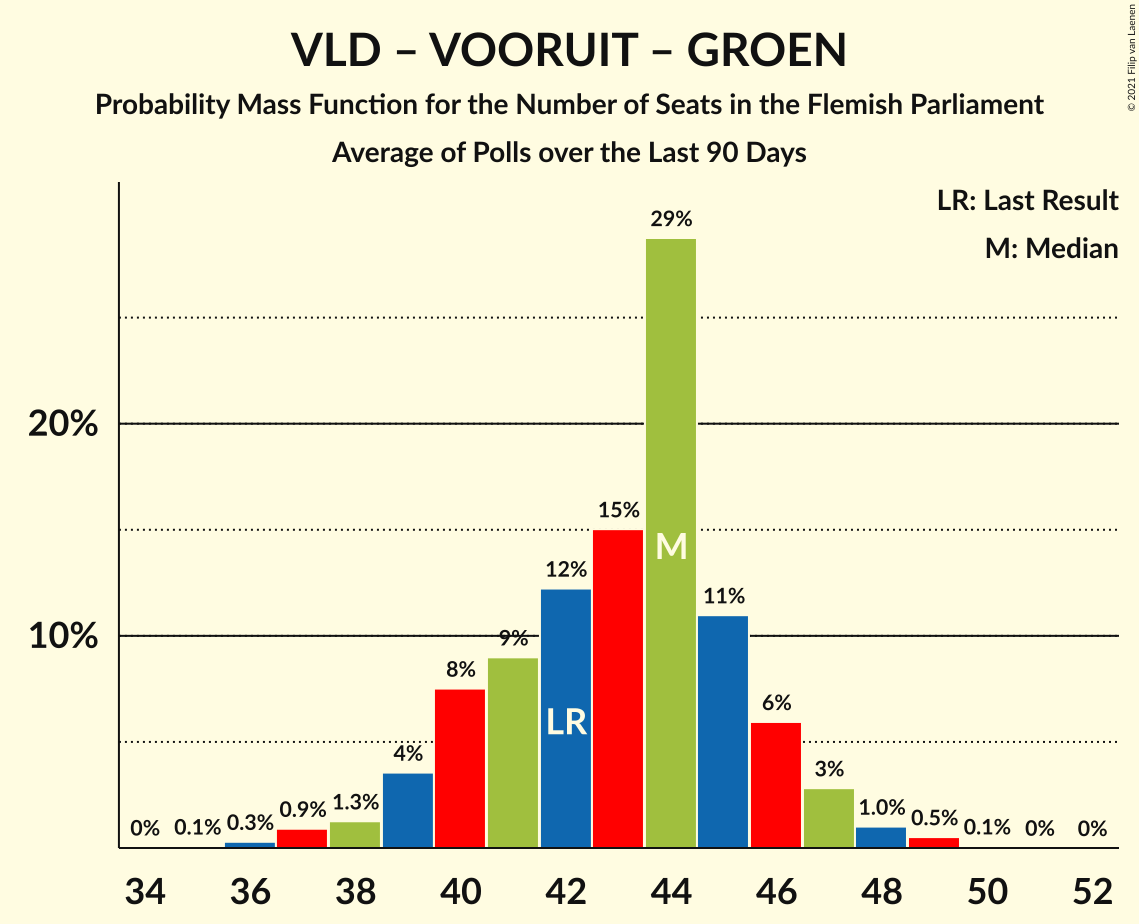 VLD – VOORUIT – GROEN
Probability Mass Function for the Number of Seats in the Flemish Parliament
Average of Polls over the Last 90 Days
© 2021 Filip van Laenen
LR: Last Result
M: Median
20%
10%
0%
0.1%
0.3%
0.9%
1.3%
4%
8%
9%
12%
15%
29%
11%
6%
3%
1.0%
0.5%
0.1%
0%
0%
LR
M
34 36 38 40 42 44 46 48 50 52